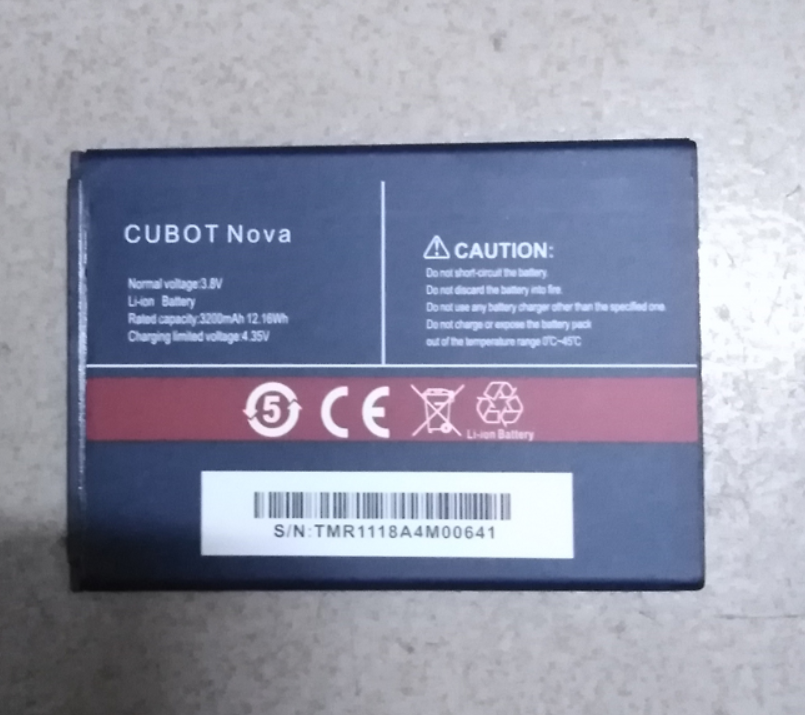 CUBOT Nova
Normal voltage:3.8V
Li-ion Battery
Rated capacity:3200mAh 12.16Wh
Charging limited voltage:4.35V
CAUTION:
Do not short-circuit the battery.
Do not discard the battery into fire.
Do not use any battery charger other than the specified one.
Do not charge or expose the battery pack
out of the temperature range 0℃~45℃
5 CE
Li-ion Battery
S/N:TMR1118A4M00641